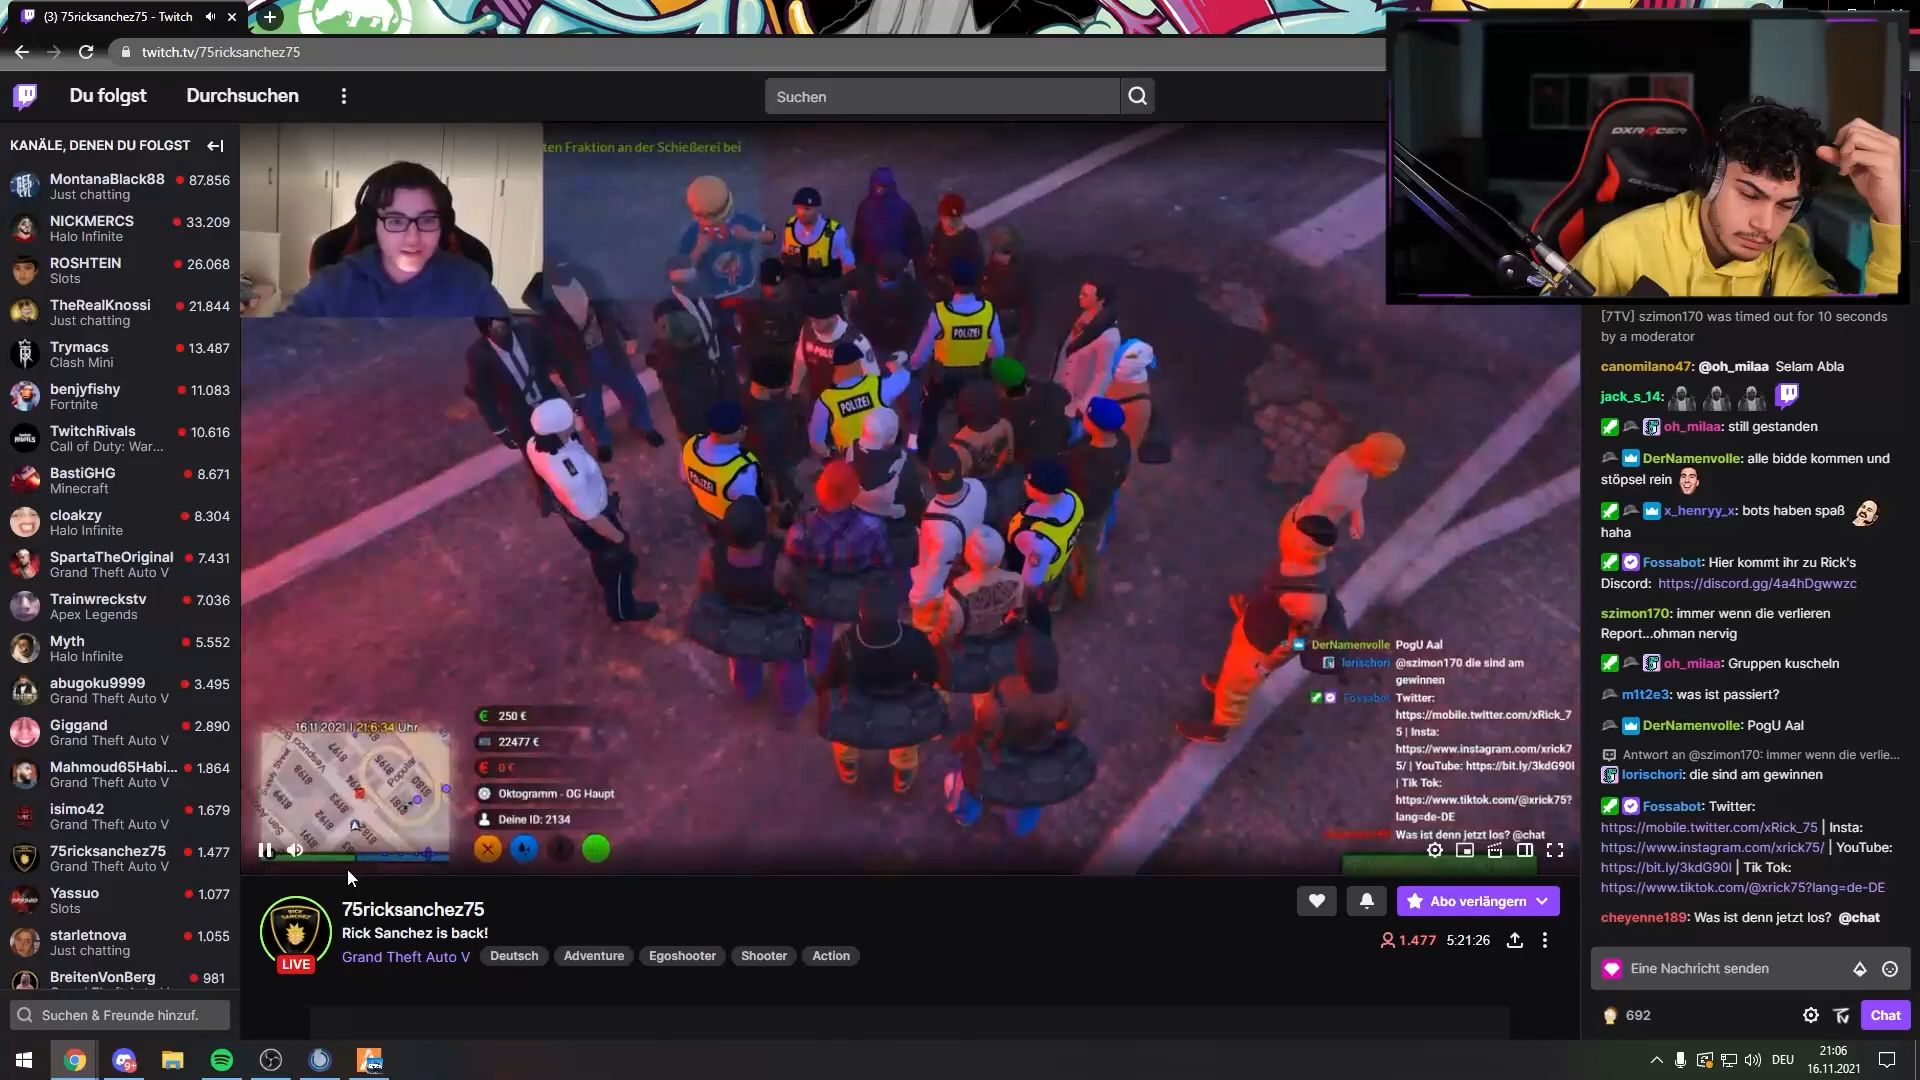 (3) 75ricksanchez75 - Twitch
twitch.tv/75ricksanchez75
Du folgst
Durchsuchen
Suchen
KANÄLE, DENEN DU FOLGST
MontanaBlack88 87.856
Just chatting
NICKMERCS 33.209
Halo Infinite
ROSHTEIN 26.068
Slots
TheRealKnossi 21.844
Just chatting
Trymacs 13.487
Clash Mini
benjyfishy 11.083
Fortnite
TwitchRivals 10.616
Call of Duty: War...
BastiGHG 8.671
Minecraft
cloakzy 8.304
Halo Infinite
SpartaTheOriginal 7.431
Grand Theft Auto V
Trainwreckstv 7.036
Apex Legends
Myth 5.552
Halo Infinite
abugoku9999 3.495
Grand Theft Auto V
Giggand 2.890
Grand Theft Auto V
Mahmoud65Habi... 1.864
Grand Theft Auto V
isimo42 1.679
Grand Theft Auto V
75ricksanchez75 1.477
Grand Theft Auto V
Yassuo 1.077
Slots
starletnova 1.055
Just chatting
BreitenVonBerg 981
Suchen & Freunde hinzuf.
ten Fraktion an der Schießerei bei
POLIZEI
POLIZEI
POLIZEI
DXRACER
16.11.2021 | 21:6:34 Uhr
250 €
22477 €
0 €
Oktogramm - OG Haupt
Deine ID: 2134
DerNamenvolle PogU Aal
lorischori @szimon170 die sind am
gewinnen
Fossabot Twitter:
https://mobile.twitter.com/xRick_7
5 | Insta:
https://www.instagram.com/xrick7
5/ | YouTube: https://bit.ly/3kdG90I
| Tik Tok:
https://www.tiktok.com/@xrick75?
lang=de-DE
Was ist denn jetzt los? @chat
75ricksanchez75
Rick Sanchez is back!
Grand Theft Auto V Deutsch Adventure Egoshooter Shooter Action
LIVE
Abo verlängern
1.477 5:21:26
[7TV] szimon170 was timed out for 10 seconds
by a moderator
canomilano47: @oh_milaa Selam Abla
jack_s_14:
oh_milaa: still gestanden
DerNamenvolle: alle bidde kommen und
stöpsel rein
x_henryy_x: bots haben spaß
haha
Fossabot: Hier kommt ihr zu Rick's
Discord: https://discord.gg/4a4hDgwwzc
szimon170: immer wenn die verlieren
Report...ohman nervig
oh_milaa: Gruppen kuscheln
m1t2e3: was ist passiert?
DerNamenvolle: PogU Aal
Antwort an @szimon170: immer wenn die verlie...
lorischori: die sind am gewinnen
Fossabot: Twitter:
https://mobile.twitter.com/xRick_75 | Insta:
https://www.instagram.com/xrick75/ | YouTube:
https://bit.ly/3kdG90I | Tik Tok:
https://www.tiktok.com/@xrick75?lang=de-DE
cheyenne189: Was ist denn jetzt los? @chat
Eine Nachricht senden
692
Chat
DEU
21:06
16.11.2021